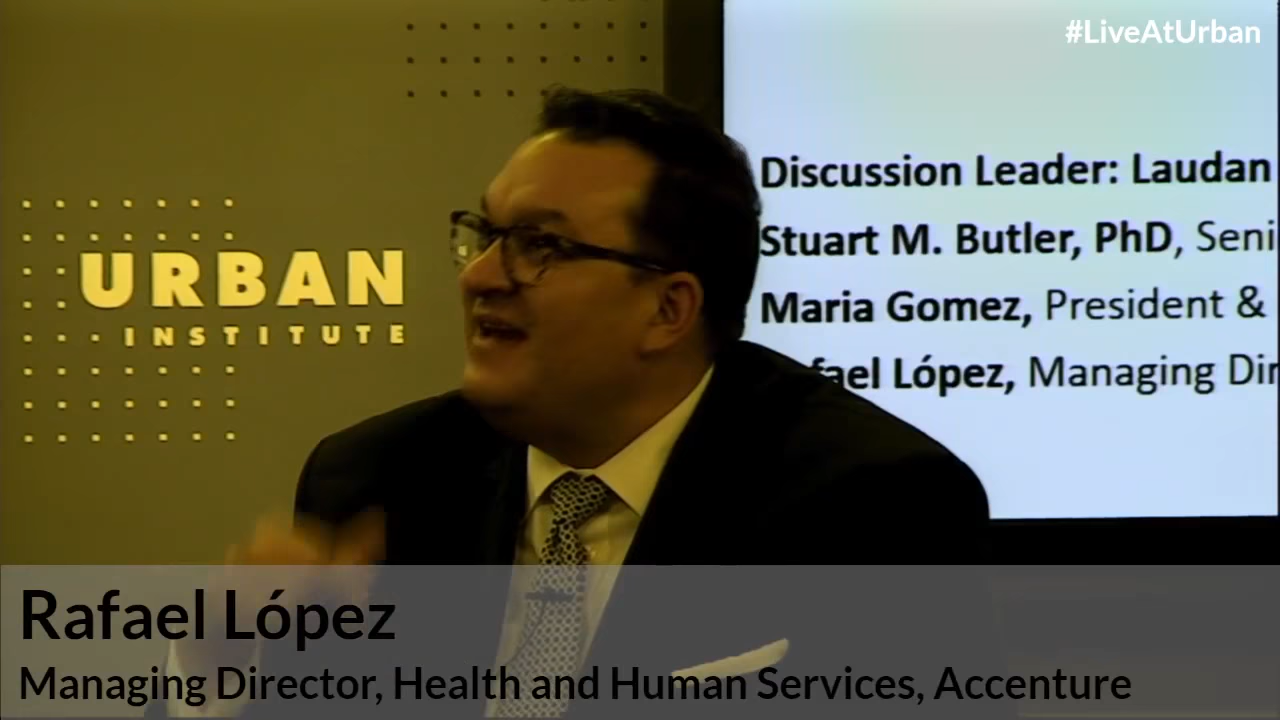 #LiveAtUrban
URBAN
INSTITUTE
Discussion Leader: Laudan
Stuart M. Butler, PhD, Seni
Maria Gomez, President &
fael López, Managing Dir
Rafael López
Managing Director, Health and Human Services, Accenture